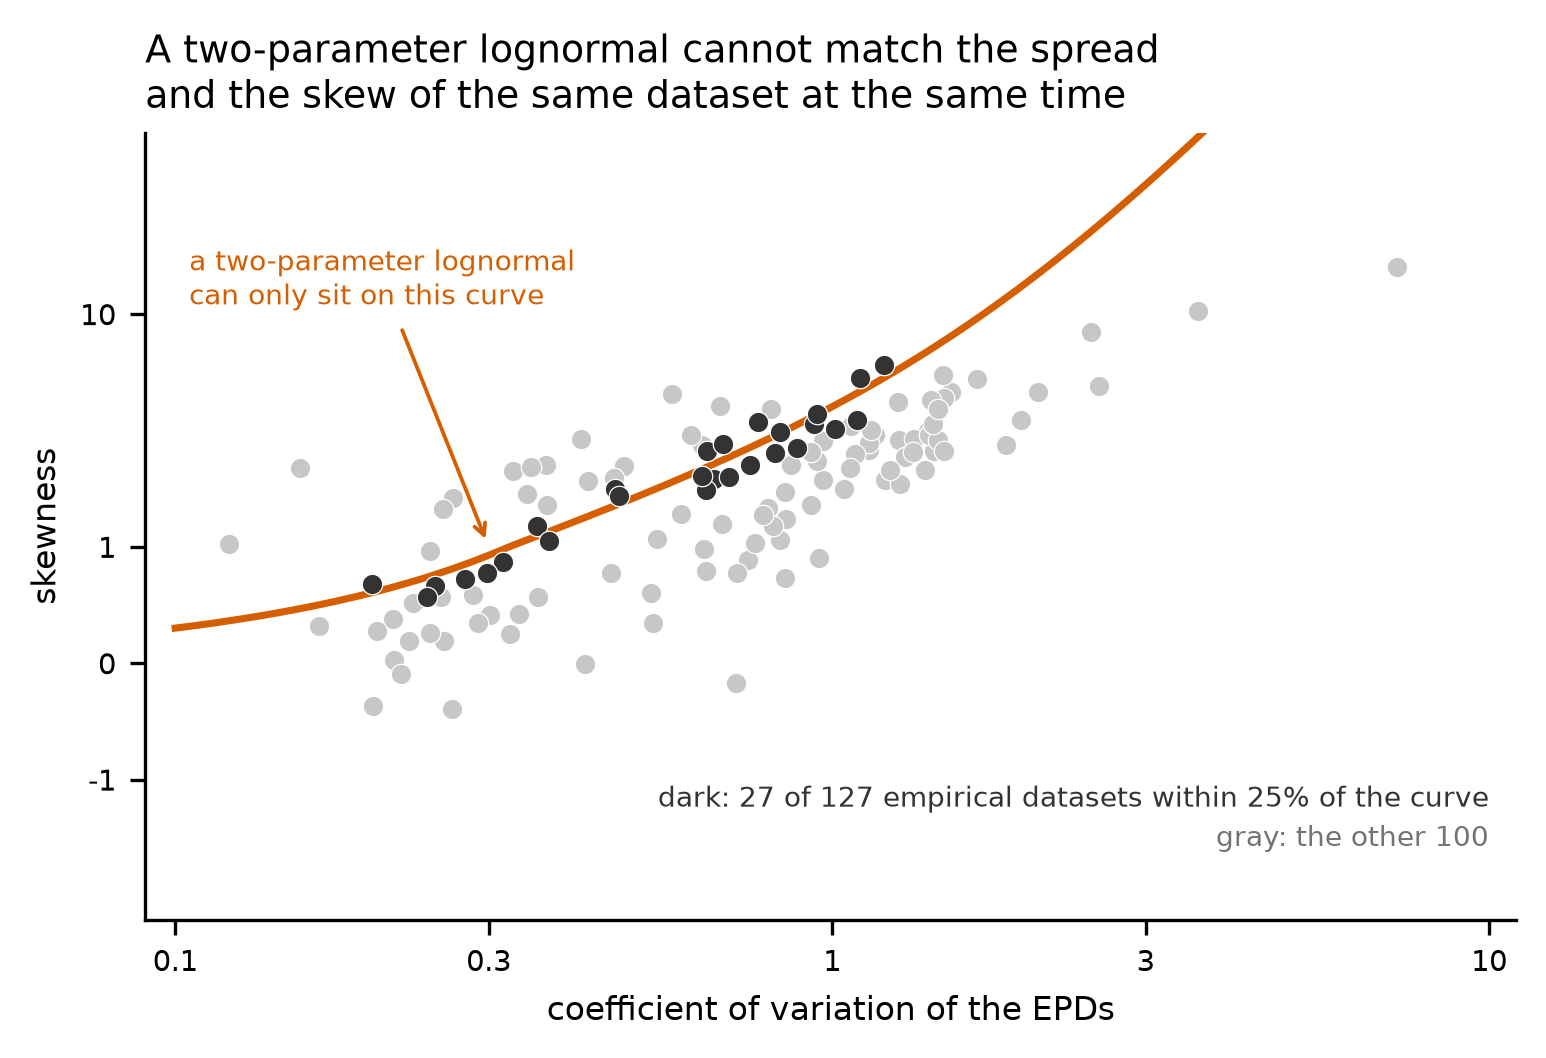 A two-parameter lognormal cannot match the spread
and the skew of the same dataset at the same time
a two-parameter lognormal
can only sit on this curve
10
1
0
-1
skewness
dark: 27 of 127 empirical datasets within 25% of the curve
gray: the other 100
0.1 0.3 1 3 10
coefficient of variation of the EPDs